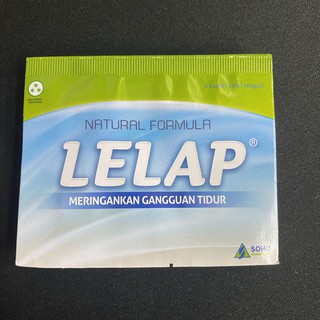 NATURAL FORMULA
LELAP®
MERINGANKAN GANGGUAN TIDUR
SOHO